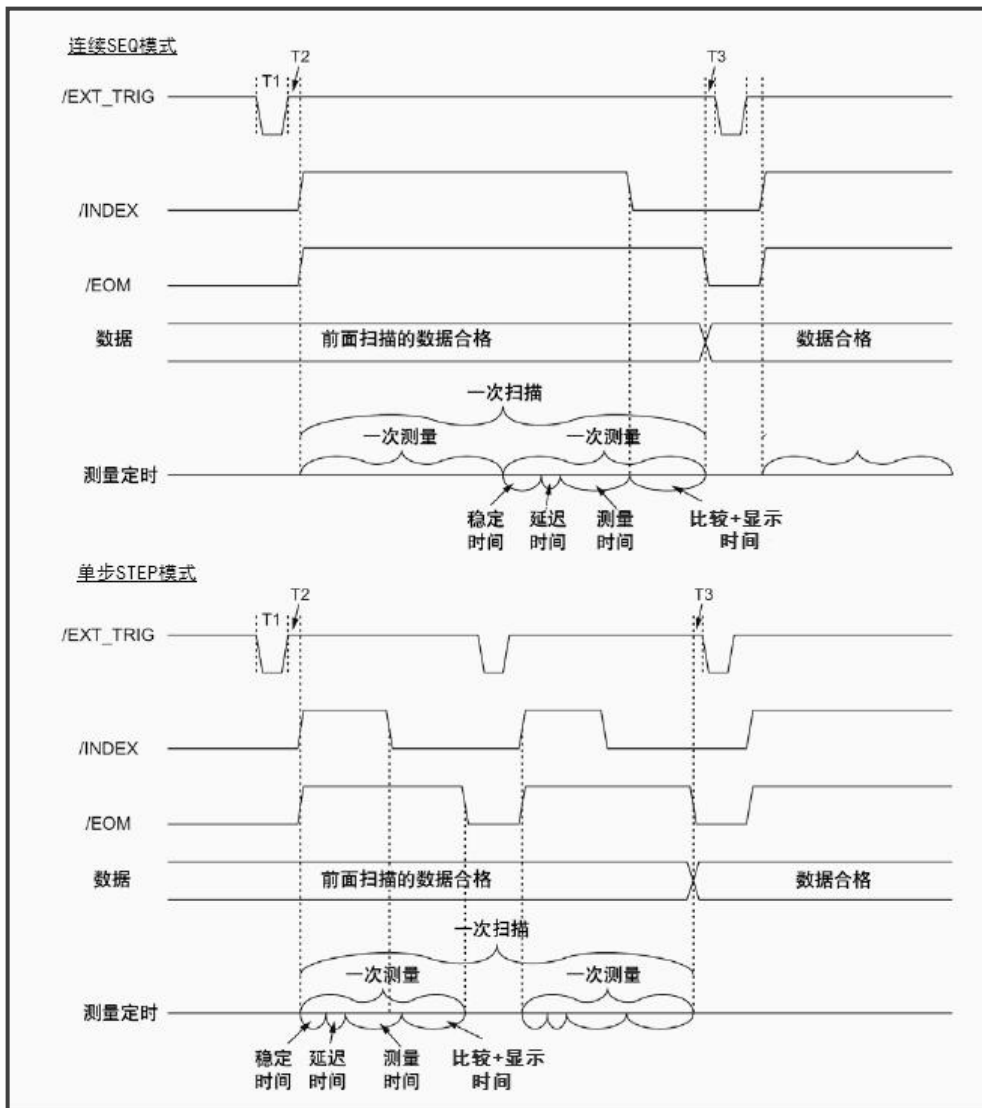 连续SEQ模式
T1
T2
T3
/EXT_TRIG
/INDEX
/EOM
数据
前面扫描的数据合格
数据合格
一次扫描
一次测量
一次测量
测量定时
稳定
时间
延迟
时间
测量
时间
比较+显示
时间
单步STEP模式
T1
T2
T3
/EXT_TRIG
/INDEX
/EOM
数据
前面扫描的数据合格
数据合格
一次扫描
一次测量
一次测量
测量定时
稳定
时间
延迟
时间
测量
时间
比较+显示
时间